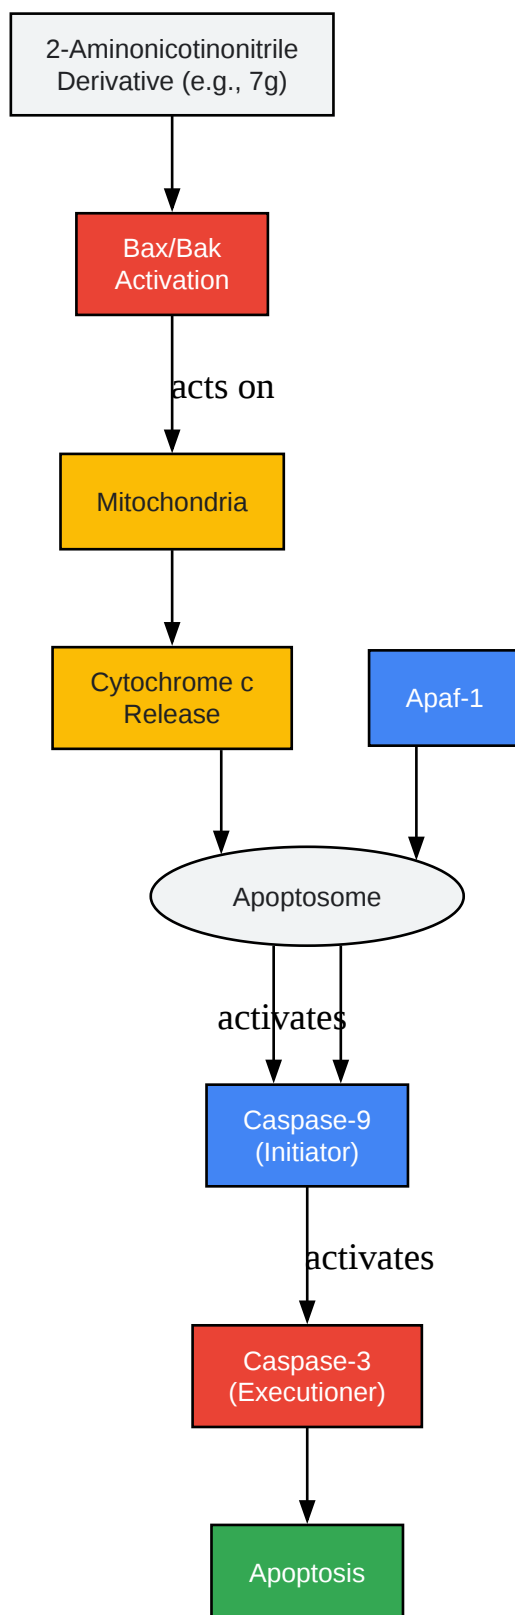 2-Aminonicotinonitrile
Derivative (e.g., 7g)
Bax/Bak
Activation
acts on
Mitochondria
Cytochrome c
Release
Apaf-1
Apoptosome
activates
Caspase-9
(Initiator)
activates
Caspase-3
(Executioner)
Apoptosis